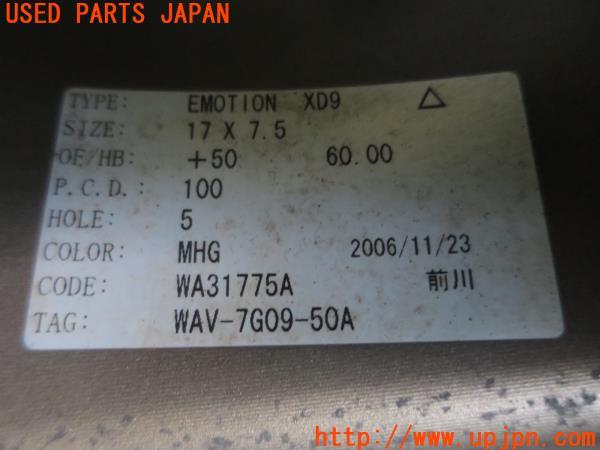 USED PARTS JAPAN
TYPE: EMOTION XD9 △
SIZE: 17 X 7.5
OF/HB: +50 60.00
P.C.D.: 100
HOLE: 5
COLOR: MHG 2006/11/23
CODE: WA31775A 前川
TAG: WAV-7G09-50A
http://www.upjpn.com